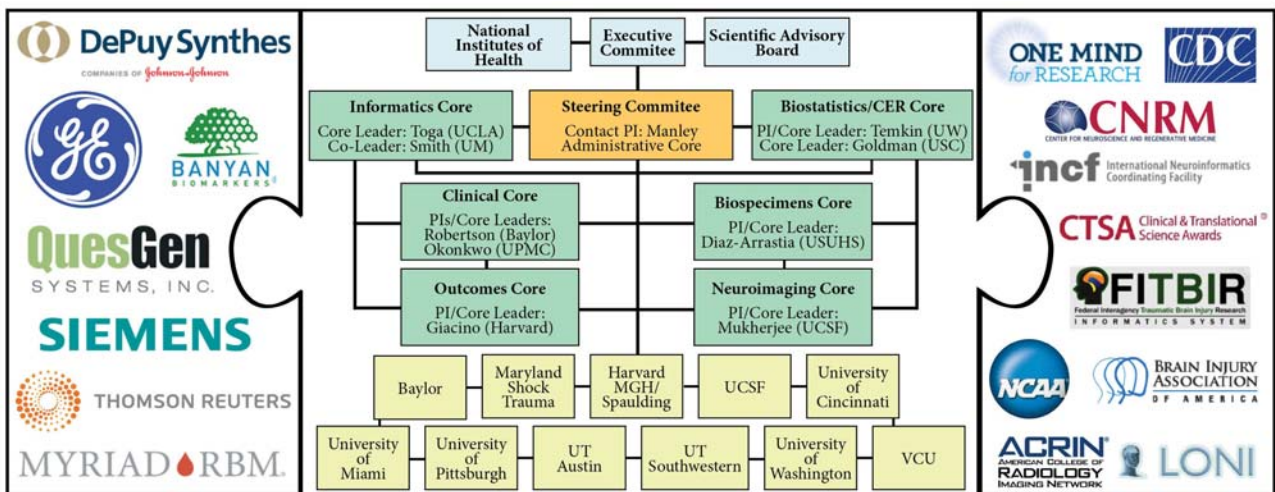 DePuy Synthes
COMPANIES OF Johnson-Johnson
GE
BANYAN
BIOMARKERS
QuesGen
SYSTEMS, INC.
SIEMENS
THOMSON REUTERS
MYRIAD RBM®
National
Institutes of
Health
Executive
Commitee
Scientific Advisory
Board
Informatics Core
Core Leader: Toga (UCLA)
Co-Leader: Smith (UM)
Steering Commitee
Contact PI: Manley
Administrative Core
Biostatistics/CER Core
PI/Core Leader: Temkin (UW)
Core Leader: Goldman (USC)
Clinical Core
PIs/Core Leaders:
Robertson (Baylor)
Okonkwo (UPMC)
Biospecimens Core
PI/Core Leader:
Diaz-Arrastia (USUHS)
Outcomes Core
PI/Core Leader:
Giacino (Harvard)
Neuroimaging Core
PI/Core Leader:
Mukherjee (UCSF)
Baylor
Maryland
Shock
Trauma
Harvard
MGH/
Spaulding
UCSF
University
of
Cincinnati
University
of
Miami
University
of
Pittsburgh
UT
Austin
UT
Southwestern
University
of
Washington
VCU
ONE MIND
for RESEARCH
CDC
CNRM
CENTER FOR NEUROSCIENCE AND REGENERATIVE MEDICINE
incf International Neuroinformatics
Coordinating Facility
CTSA Clinical & Translational®
Science Awards
FITBIR
Federal Interagency Traumatic Brain Injury Research
INFORMATICS SYSTEM
NCAA
BRAIN INJURY
ASSOCIATION
OF AMERICA
ACRIN®
AMERICAN COLLEGE OF
RADIOLOGY
IMAGING NETWORK
LONI